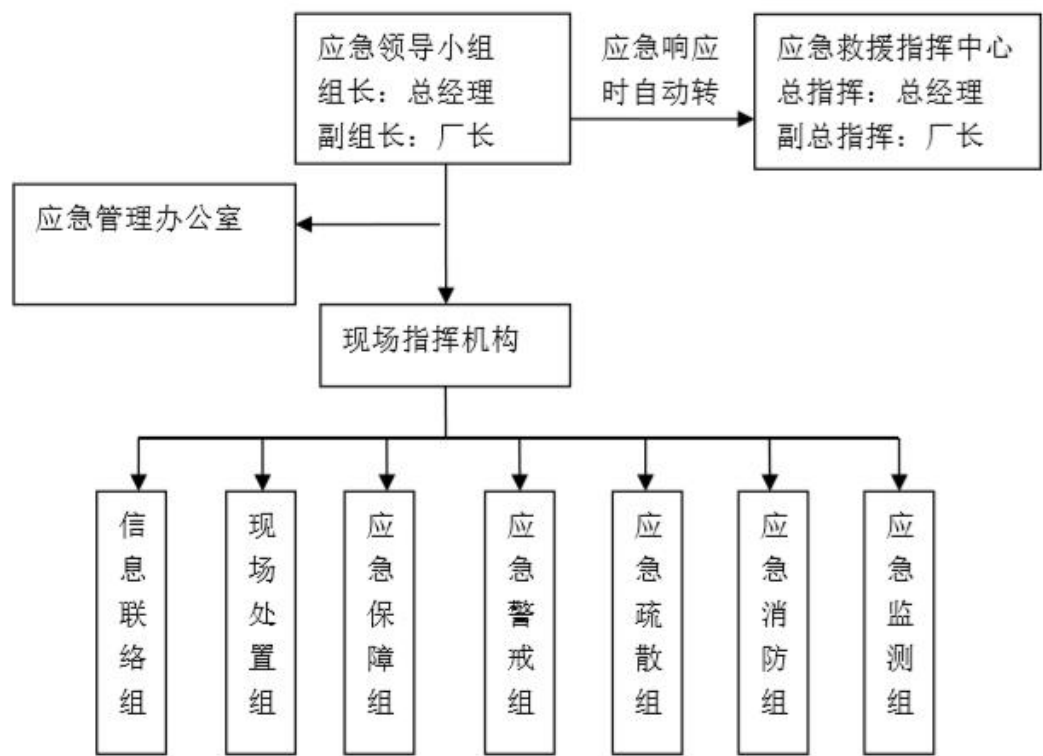 应急领导小组
组长：总经理
副组长：厂长
应急响应
时自动转
应急救援指挥中心
总指挥：总经理
副总指挥：厂长
应急管理办公室
现场指挥机构
信息联络组
现场处置组
应急保障组
应急警戒组
应急疏散组
应急消防组
应急监测组